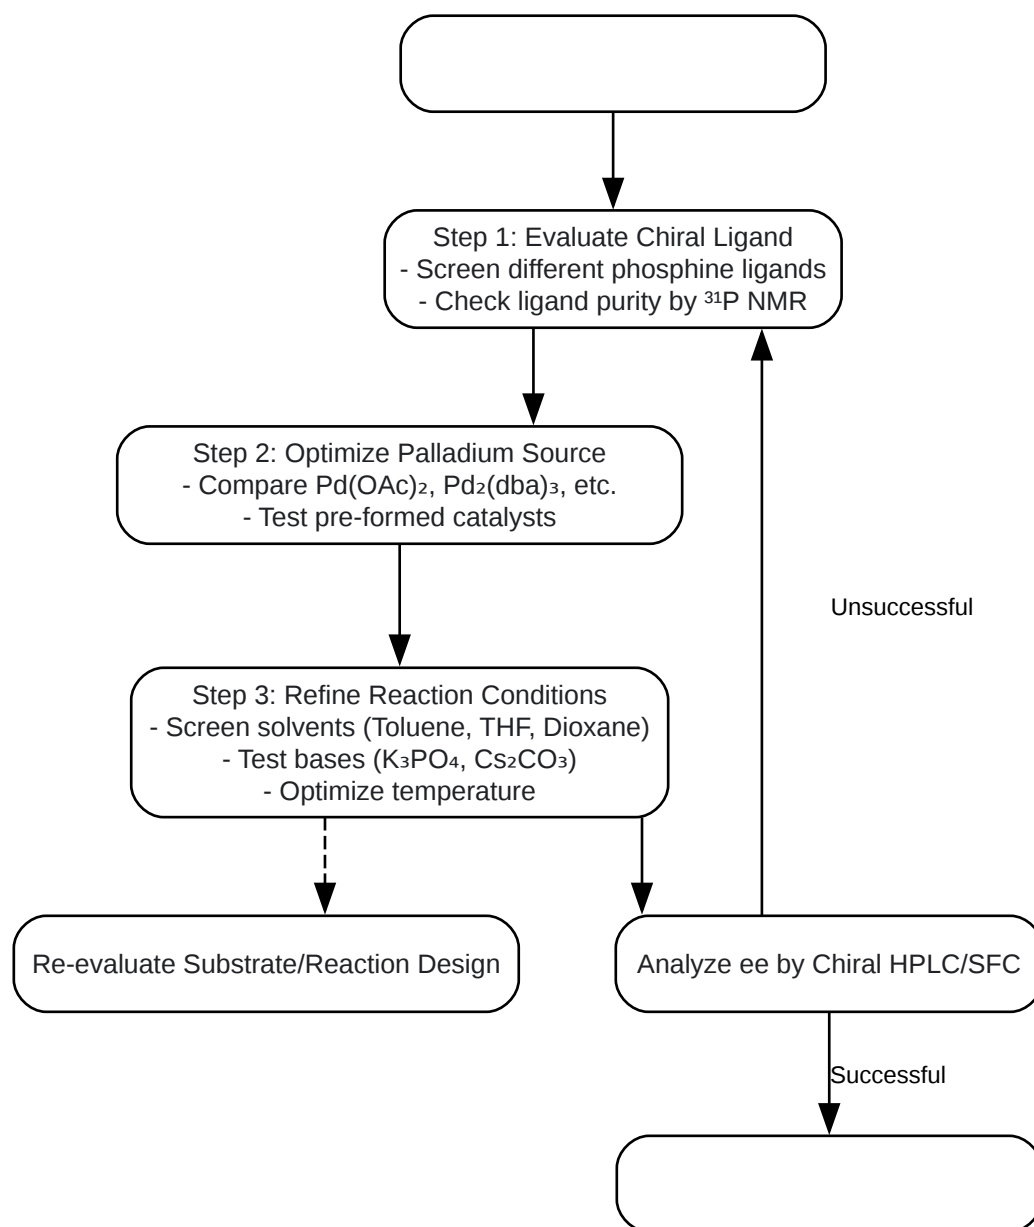 Step 1: Evaluate Chiral Ligand
- Screen different phosphine ligands
- Check ligand purity by ³¹P NMR
Step 2: Optimize Palladium Source
- Compare Pd(OAc)₂, Pd₂(dba)₃, etc.
- Test pre-formed catalysts
Unsuccessful
Step 3: Refine Reaction Conditions
- Screen solvents (Toluene, THF, Dioxane)
- Test bases (K₃PO₄, Cs₂CO₃)
- Optimize temperature
Re-evaluate Substrate/Reaction Design
Analyze ee by Chiral HPLC/SFC
Successful